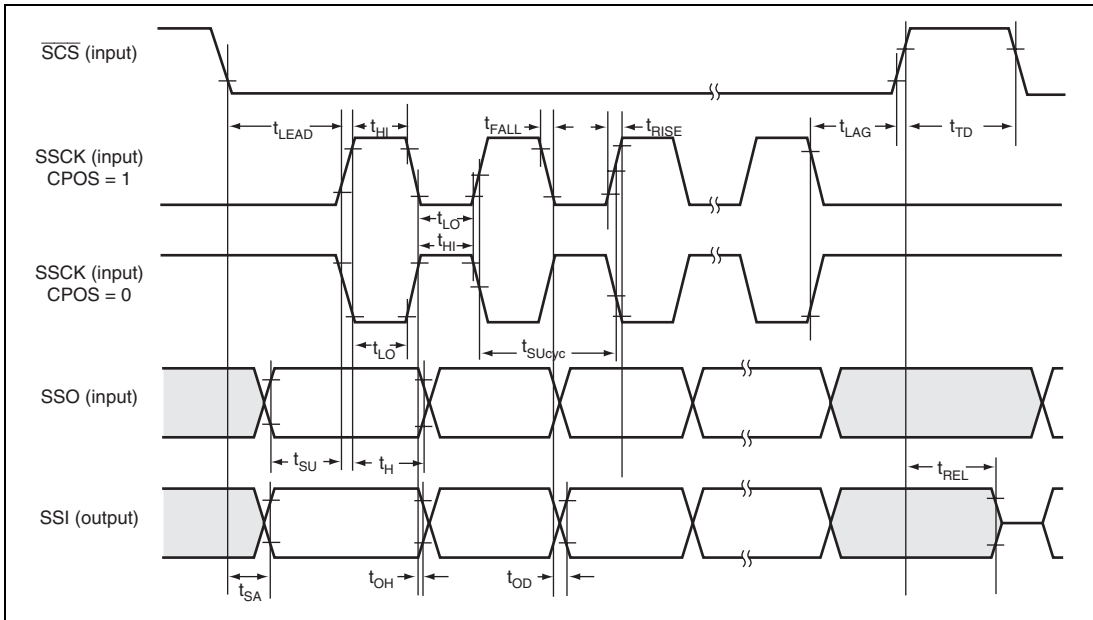 SCS (input)
tLEAD
tHI
tFALL
tRISE
tLAG
tTD
SSCK (input)
CPOS = 1
tLO
tHI
SSCK (input)
CPOS = 0
tLO
tSUcyc
SSO (input)
tSU
tH
tREL
SSI (output)
tSA
tOH
tOD